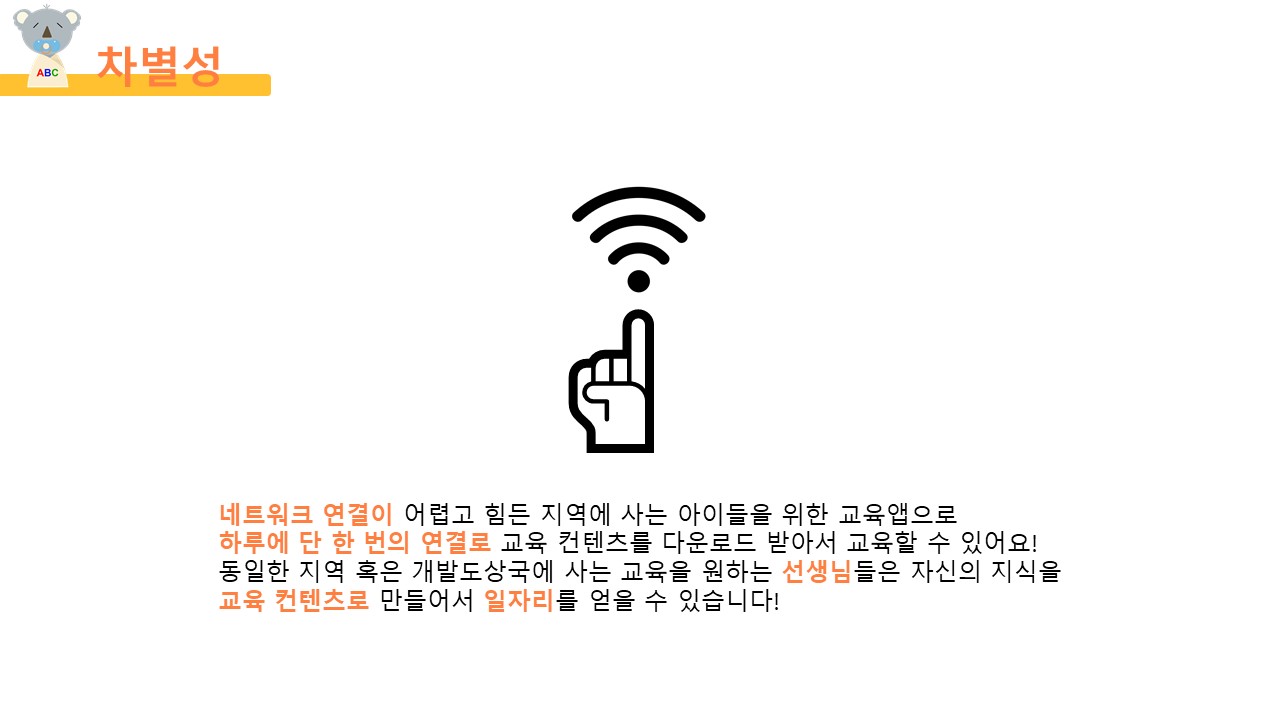 ABC
차별성
네트워크 연결이 어렵고 힘든 지역에 사는 아이들을 위한 교육앱으로
하루에 단 한 번의 연결로 교육 컨텐츠를 다운로드 받아서 교육할 수 있어요!
동일한 지역 혹은 개발도상국에 사는 교육을 원하는 선생님들은 자신의 지식을
교육 컨텐츠로 만들어서 일자리를 얻을 수 있습니다!